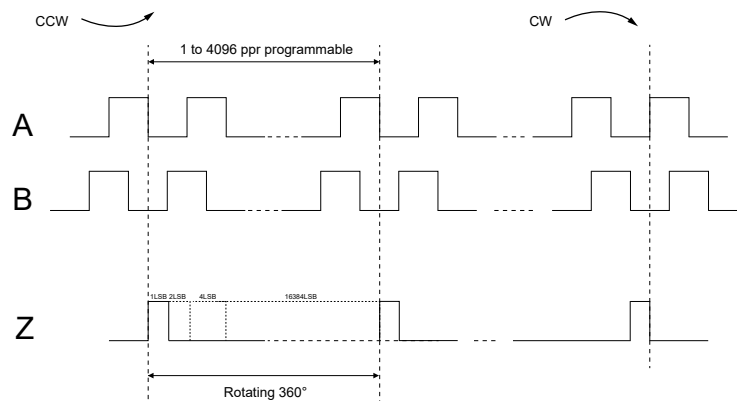 CCW
CW
1 to 4096 ppr programmable
A
B
1LSB 2LSB 4LSB 16384LSB
Z
Rotating 360°